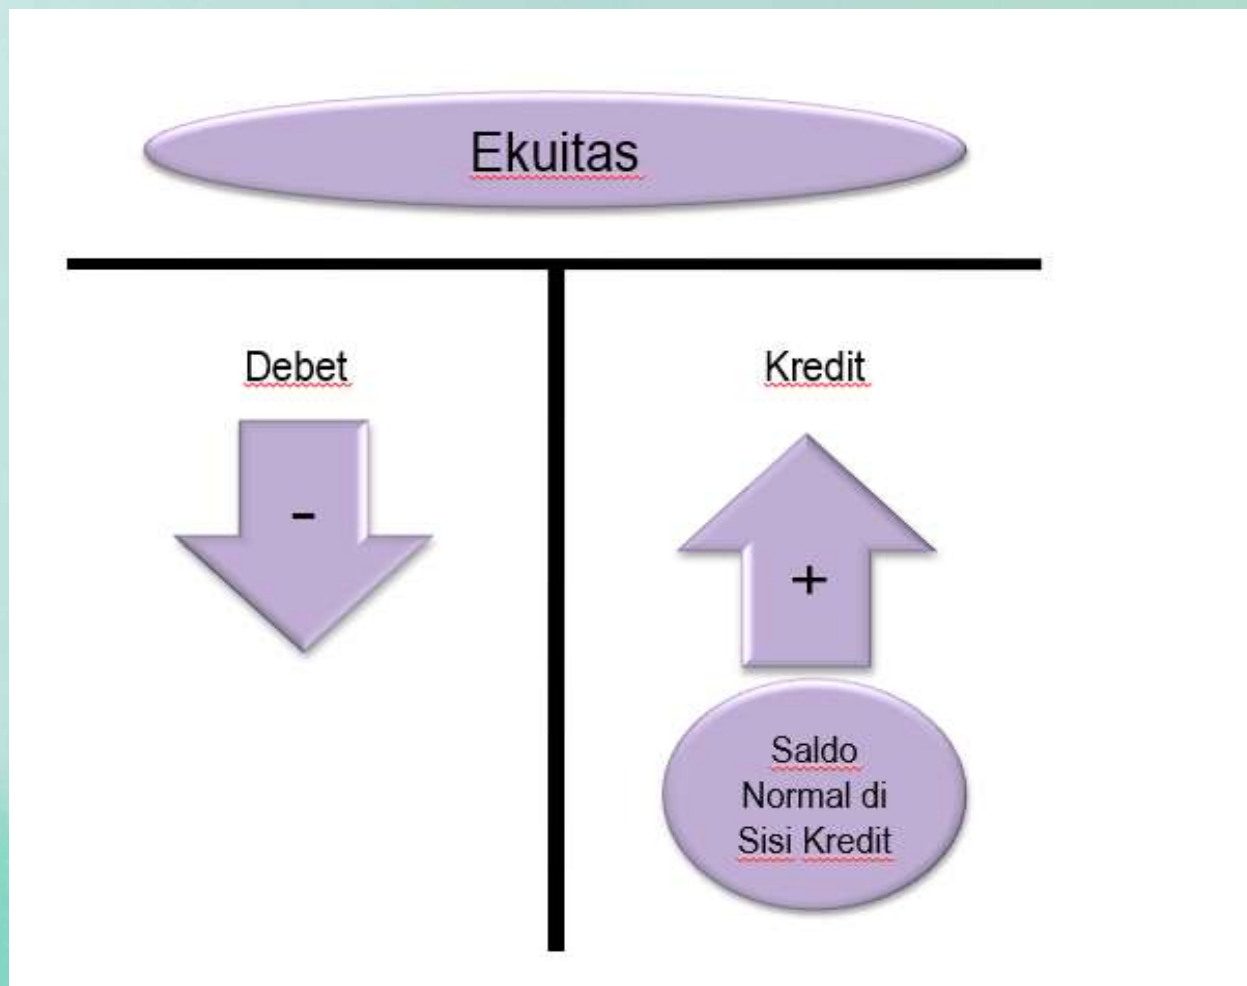 Ekuitas
Debet
Kredit
-
+
Saldo
Normal di
Sisi Kredit